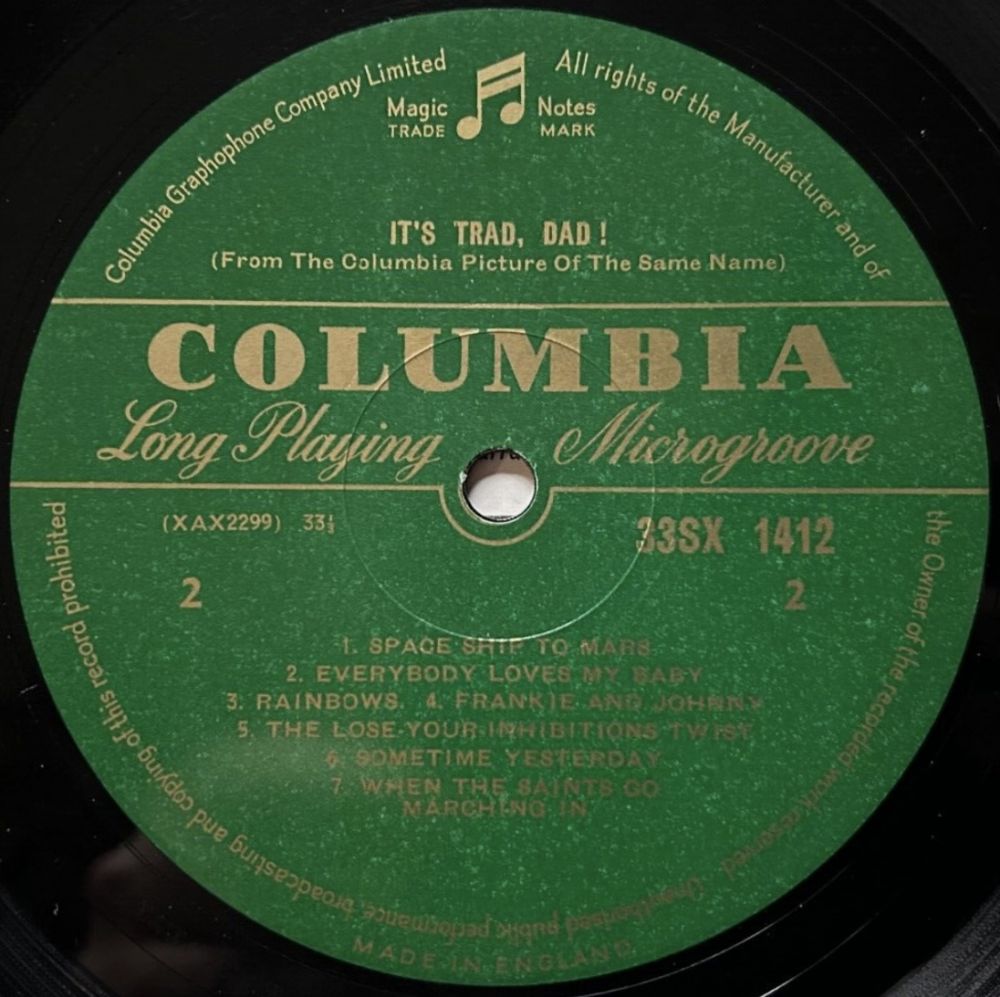 Columbia Graphophone Company Limited
All rights of the Manufacturer and of
the Owner of the recorded work reserved
Unauthorised public performance, broadcasting and copying of this record prohibited
Magic Notes
TRADE MARK
IT'S TRAD, DAD!
(From The Columbia Picture Of The Same Name)
COLUMBIA
Long Playing Microgroove
(XAX2299) 33⅓
33SX 1412
2 2
1. SPACE SHIP TO MARS
2. EVERYBODY LOVES MY BABY
3. RAINBOWS. 4. FRANKIE AND JOHNNY
5. THE LOSE-YOUR-INHIBITIONS TWIST
6. SOMETIME YESTERDAY
7. WHEN THE SAINTS GO
MARCHING IN
MADE IN ENGLAND